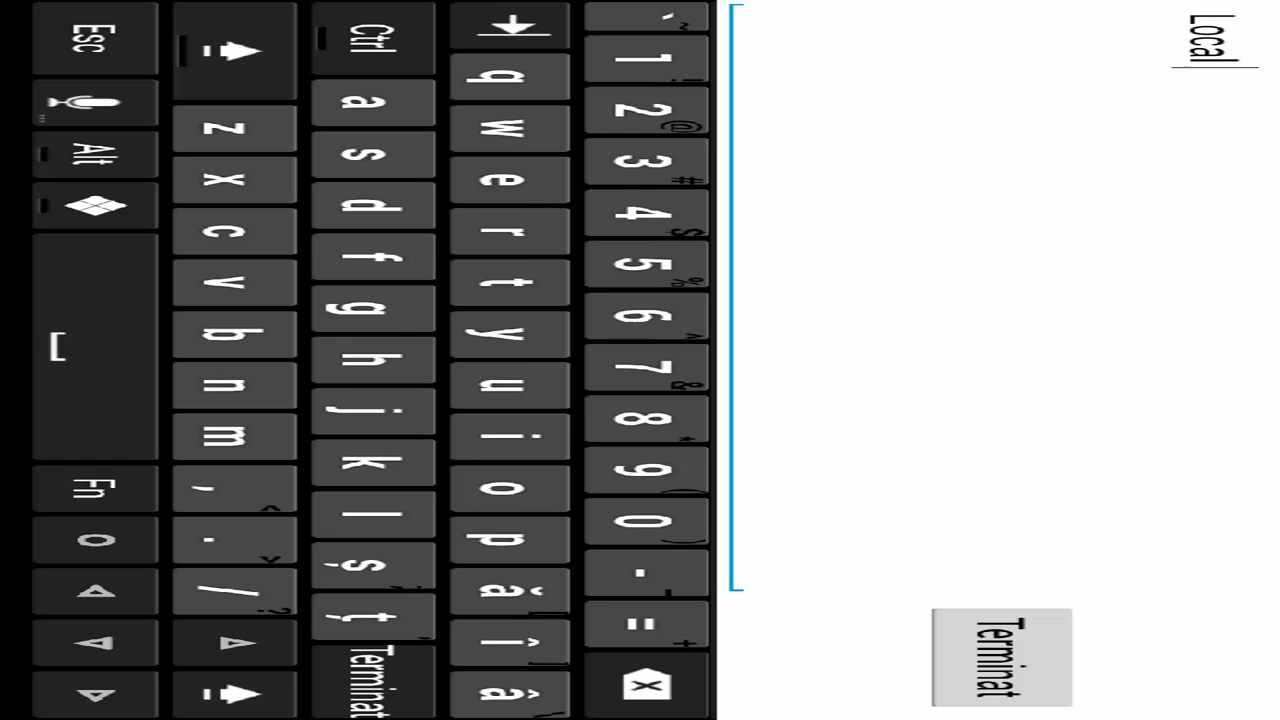 Local
Terminat
` ~ 1 ! 2 @ 3 # 4 $ 5 % 6 ^ 7 & 8 * 9 ( 0 ) - _ = +
q w e r t y u i o p ă [ î ] â \
Ctrl a s d f g h j k l ș ; ț ' Terminat
z x c v b n m , < . > / ?
Esc Alt Fn